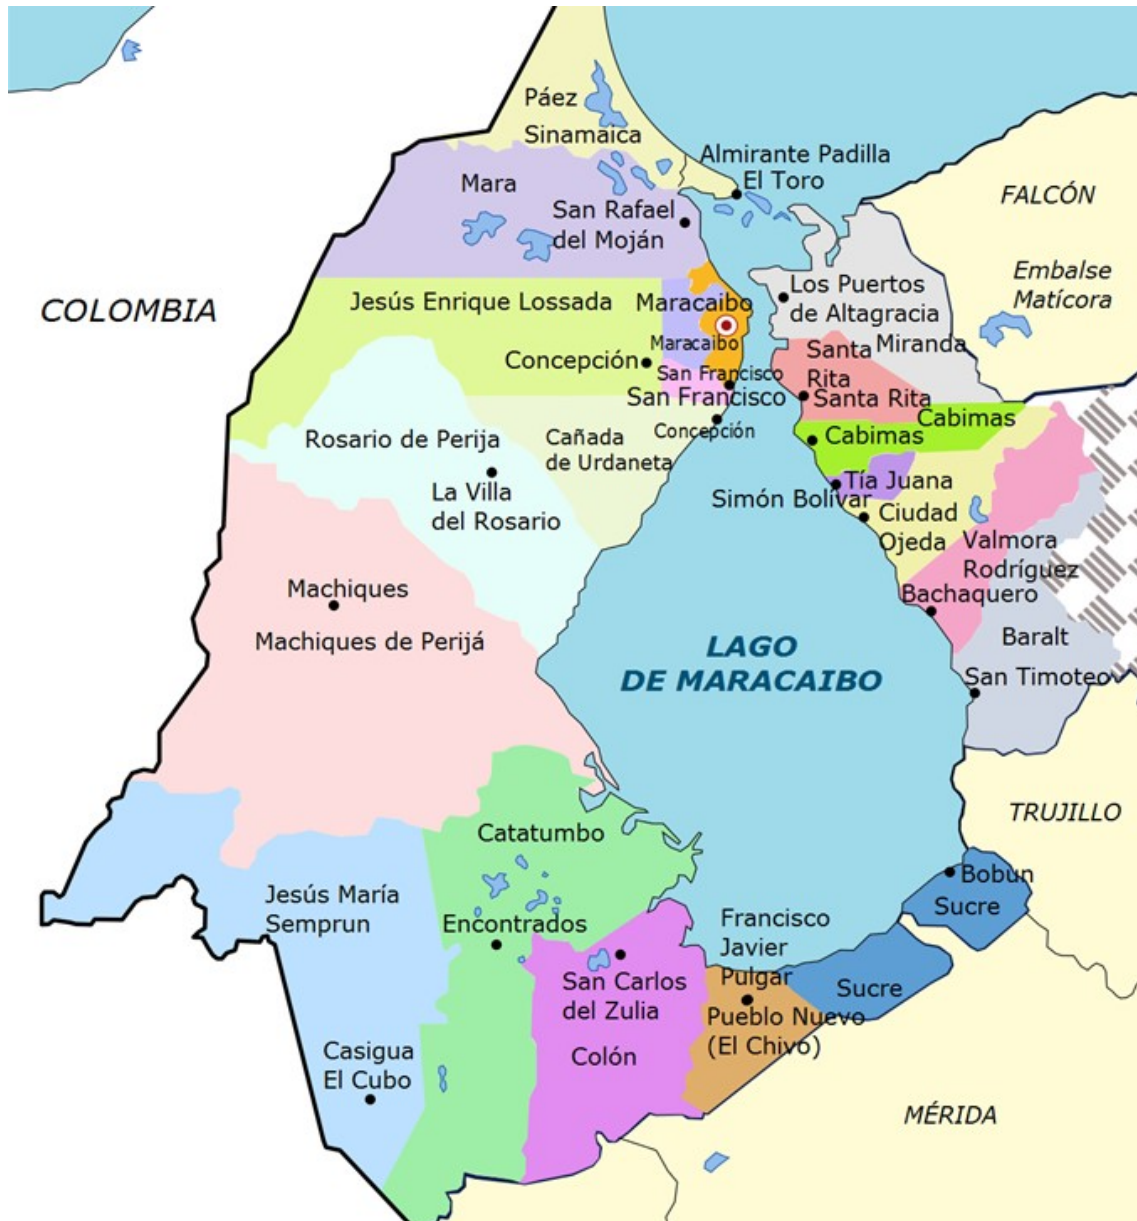 Páez
Sinamaica
Almirante Padilla
El Toro
Mara
San Rafael
del Moján
FALCÓN
Embalse
Matícora
COLOMBIA
Jesús Enrique Lossada
Maracaibo
Los Puertos
de Altagracia
Maracaibo
Miranda
Santa
Rita
Concepción
San Francisco
San Francisco
Santa Rita
Concepción
Cabimas
Cabimas
Rosario de Perija
Cañada
de Urdaneta
La Villa
del Rosario
Tía Juana
Simón Bolívar
Ciudad
Ojeda
Valmora
Rodríguez
Bachaquero
Machiques
Machiques de Perijá
LAGO
DE MARACAIBO
Baralt
San Timoteo
TRUJILLO
Catatumbo
Bobun
Sucre
Jesús María
Semprun
Encontrados
Francisco
Javier
Pulgar
San Carlos
del Zulia
Sucre
Pueblo Nuevo
(El Chivo)
Colón
Casigua
El Cubo
MÉRIDA